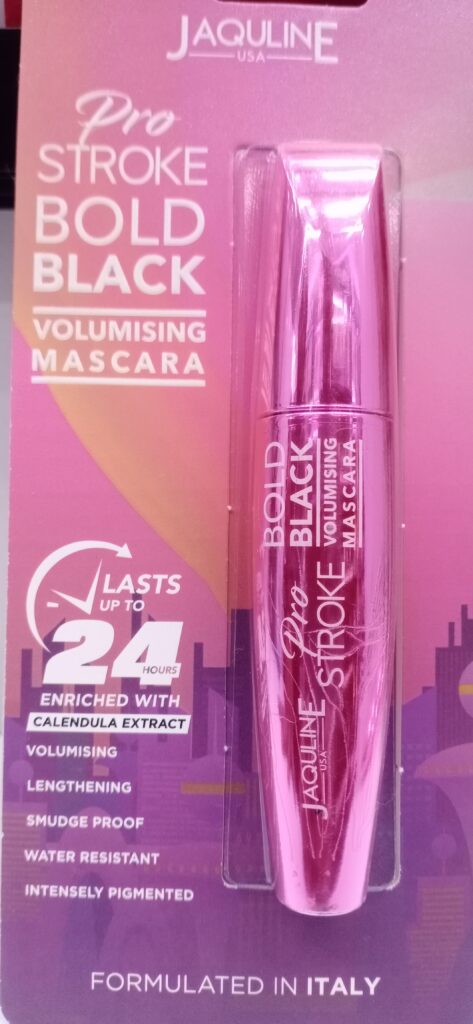 JAQULINE
USA
Pro
STROKE
BOLD
BLACK
VOLUMISING
MASCARA
LASTS
UP TO
24
HOURS
ENRICHED WITH
CALENDULA EXTRACT
VOLUMISING
LENGTHENING
SMUDGE PROOF
WATER RESISTANT
INTENSELY PIGMENTED
JAQULINE
USA
Pro
STROKE
BOLD
BLACK
VOLUMISING
MASCARA
FORMULATED IN ITALY